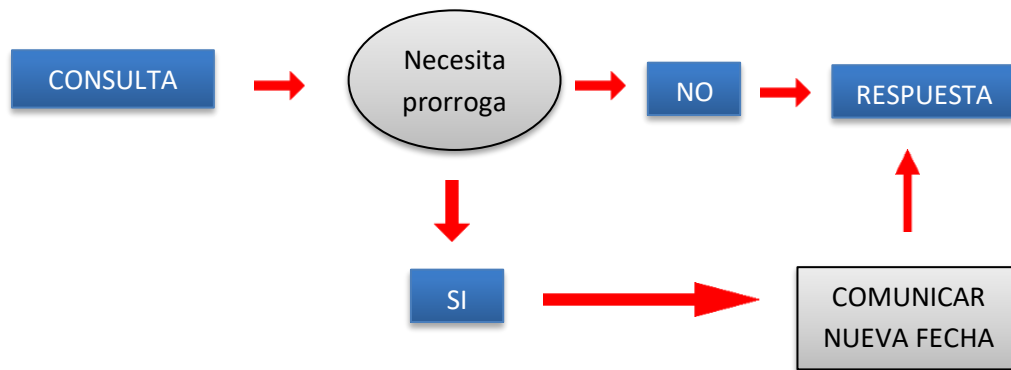 CONSULTA
Necesita
prorroga
NO
RESPUESTA
SI
COMUNICAR
NUEVA FECHA